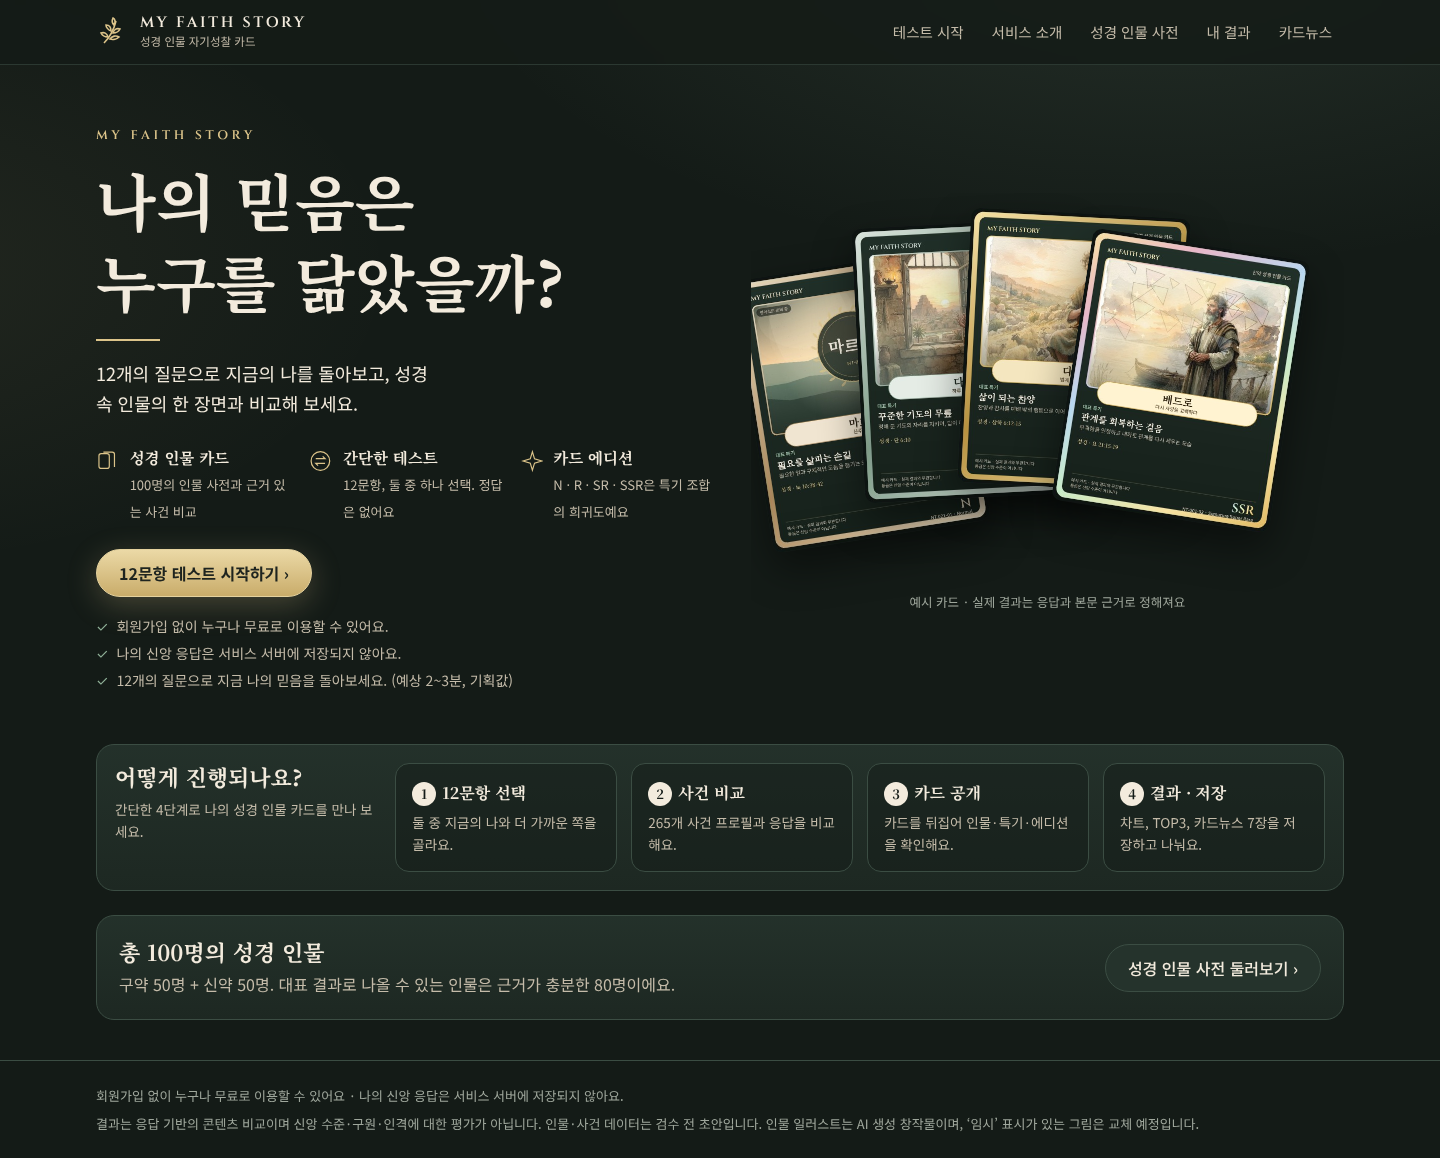 MY FAITH STORY
성경 인물 자기성찰 카드
테스트 시작
서비스 소개
성경 인물 사전
내 결과
카드뉴스
MY FAITH STORY
나의 믿음은
누구를 닮았을까?
12개의 질문으로 지금의 나를 돌아보고, 성경
속 인물의 한 장면과 비교해 보세요.
성경 인물 카드
100명의 인물 사전과 근거 있
는 사건 비교
간단한 테스트
12문항, 둘 중 하나 선택. 정답
은 없어요
카드 에디션
N · R · SR · SSR은 특기 조합
의 희귀도예요
12문항 테스트 시작하기 ›
회원가입 없이 누구나 무료로 이용할 수 있어요.
나의 신앙 응답은 서비스 서버에 저장되지 않아요.
12개의 질문으로 지금 나의 믿음을 돌아보세요. (예상 2~3분, 기획값)
MY FAITH STORY
마르
대표 특기
필요를 살피는 손길
N
MY FAITH STORY
다
대표 특기
꾸준한 기도의 무릎
성경 · 단 6:10
MY FAITH STORY
다
대표 특기
삶이 되는 찬양
MY FAITH STORY
베드로
대표 특기
관계를 회복하는 걸음
성경 · 요 21:15-19
SSR
예시 카드 · 실제 결과는 응답과 본문 근거로 정해져요
어떻게 진행되나요?
간단한 4단계로 나의 성경 인물 카드를 만나 보
세요.
1 12문항 선택
둘 중 지금의 나와 더 가까운 쪽을
골라요.
2 사건 비교
265개 사건 프로필과 응답을 비교
해요.
3 카드 공개
카드를 뒤집어 인물·특기·에디션
을 확인해요.
4 결과 · 저장
차트, TOP3, 카드뉴스 7장을 저
장하고 나눠요.
총 100명의 성경 인물
구약 50명 + 신약 50명. 대표 결과로 나올 수 있는 인물은 근거가 충분한 80명이에요.
성경 인물 사전 둘러보기 ›
회원가입 없이 누구나 무료로 이용할 수 있어요 · 나의 신앙 응답은 서비스 서버에 저장되지 않아요.
결과는 응답 기반의 콘텐츠 비교이며 신앙 수준·구원·인격에 대한 평가가 아닙니다. 인물·사건 데이터는 검수 전 초안입니다. 인물 일러스트는 AI 생성 창작물이며, ‘임시’ 표시가 있는 그림은 교체 예정입니다.